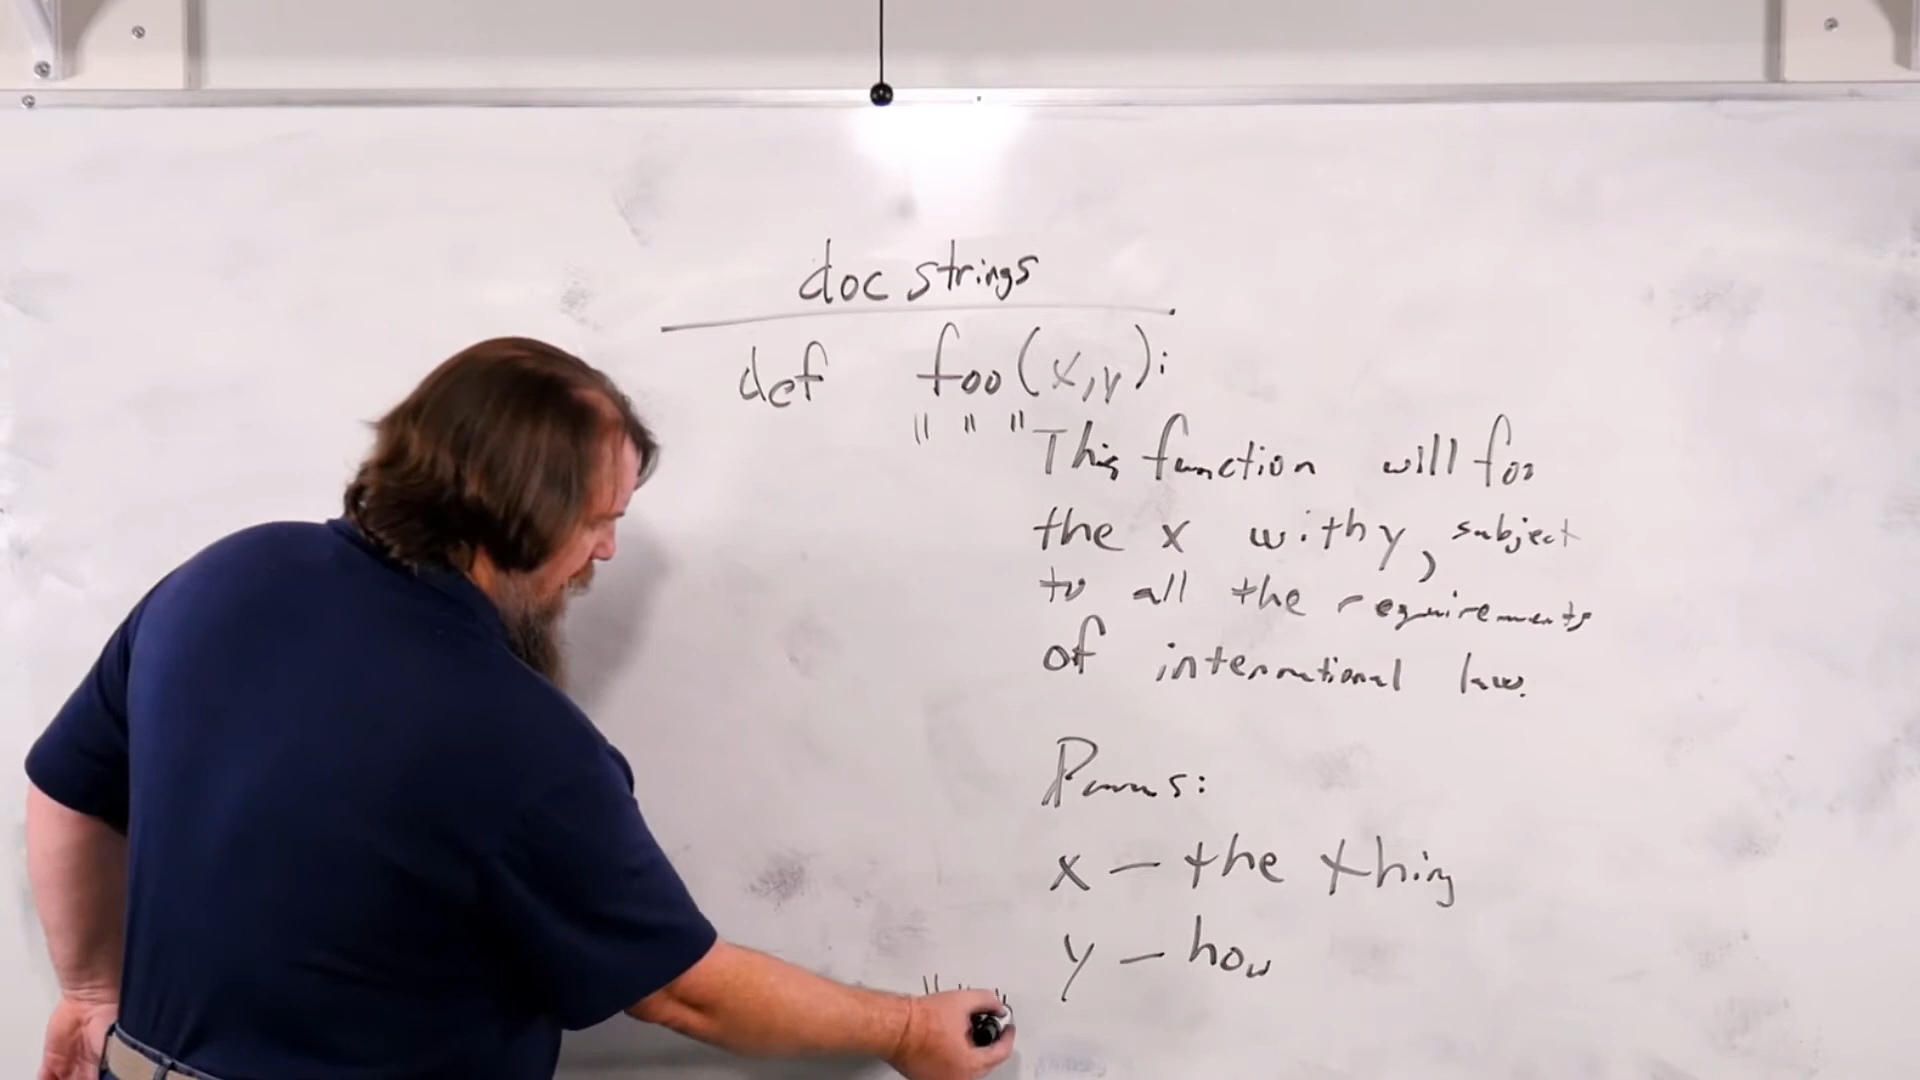 doc strings
def foo(x,y):
" " " This function will foo
the x with y, subject
to all the requirements
of international law.
Params:
x – the thing
y – how
" " "